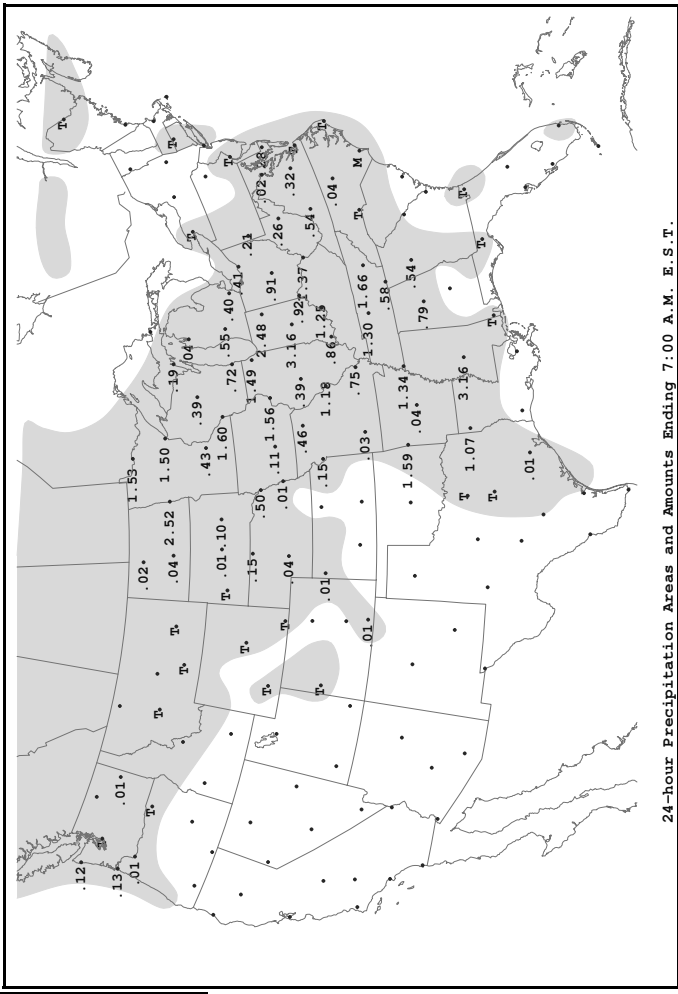 T
.12
T
.13
.01
.01
1.53
.02
T
T
1.50
2.52
.04
T
.19
T
T
.04
T
.39
.43
.01
.10
1.60
.55
T
.40
T
.72
.41
T
.21
.15
1.49
.50
2.48
.02
.28
T
1.56
.91
.11
.26
.01
T
.04
3.16
.32
.92
.39
.46
.54
T
1.25
T
.15
.01
1.18
.86
.04
.75
M
T
1.66
.03
.01
1.30
.58
1.34
1.59
.54
.04
.79
T
3.16
T
1.07
T
T
T
.01
24-hour Precipitation Areas and Amounts Ending 7:00 A.M. E.S.T.